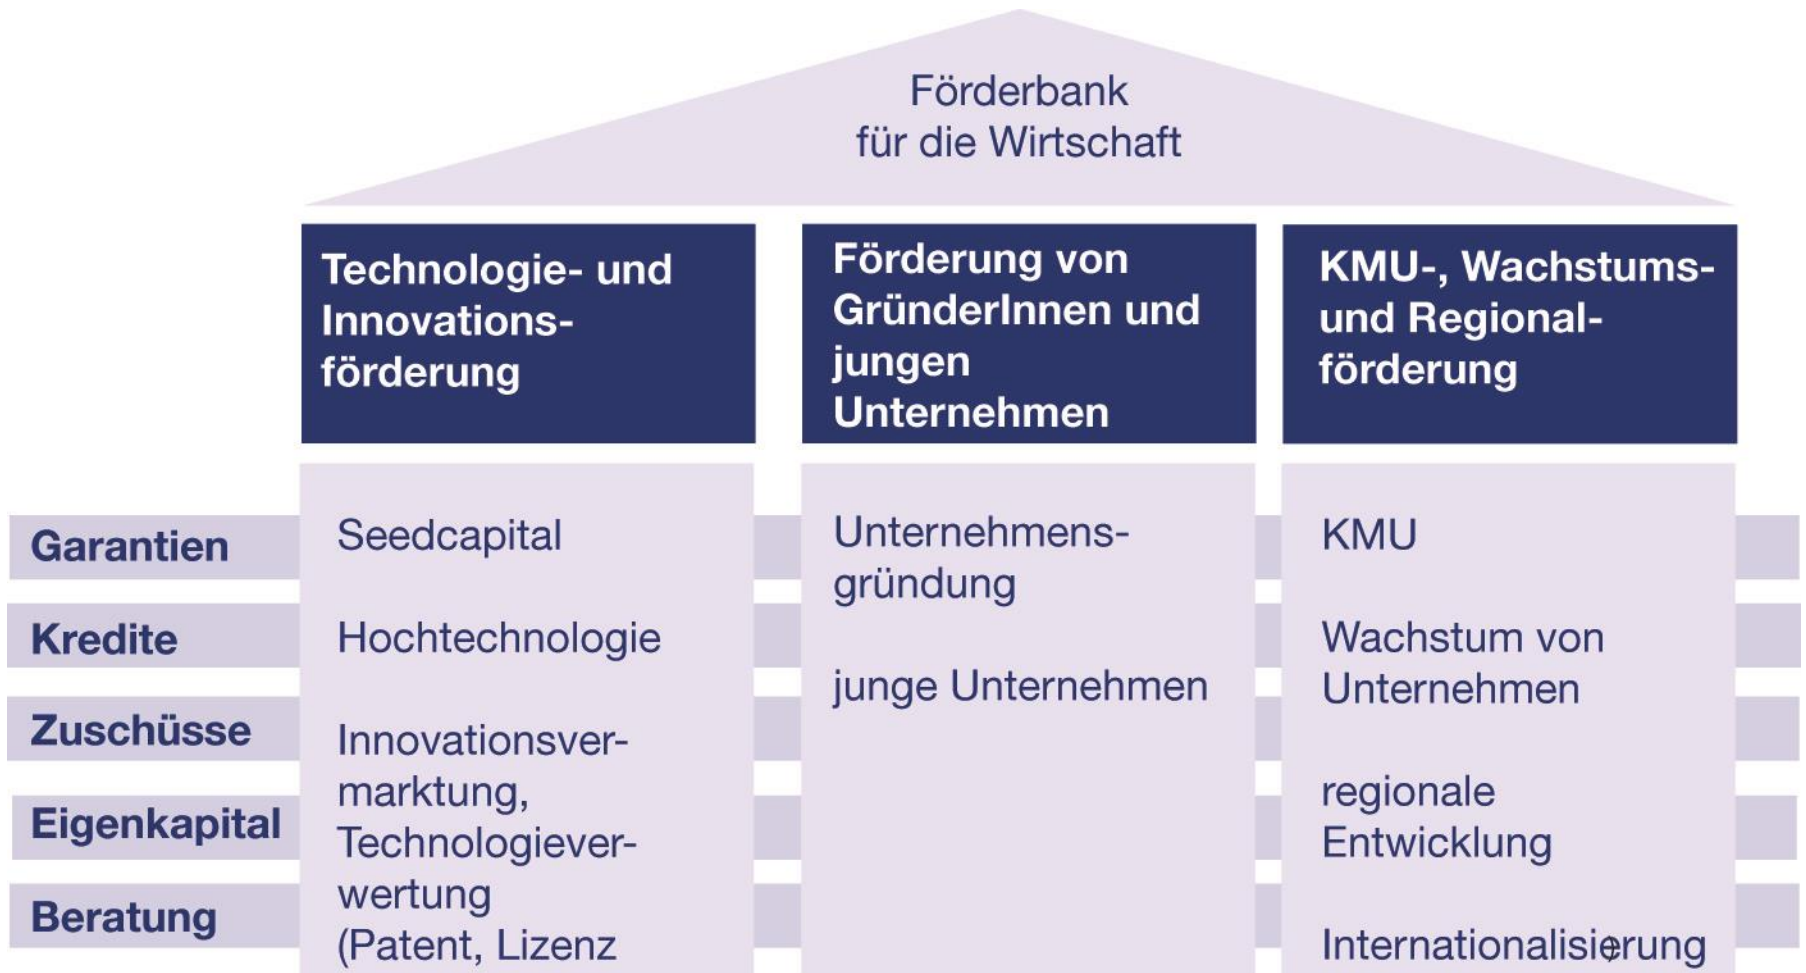 Förderbank
für die Wirtschaft
Technologie- und
Innovations-
förderung
Förderung von
GründerInnen und
jungen
Unternehmen
KMU-, Wachstums-
und Regional-
förderung
Garantien
Kredite
Zuschüsse
Eigenkapital
Beratung
Seedcapital
Hochtechnologie
Innovationsver-
marktung,
Technologiever-
wertung
(Patent, Lizenz
Unternehmens-
gründung
junge Unternehmen
KMU
Wachstum von
Unternehmen
regionale
Entwicklung
Internationalisierung
)